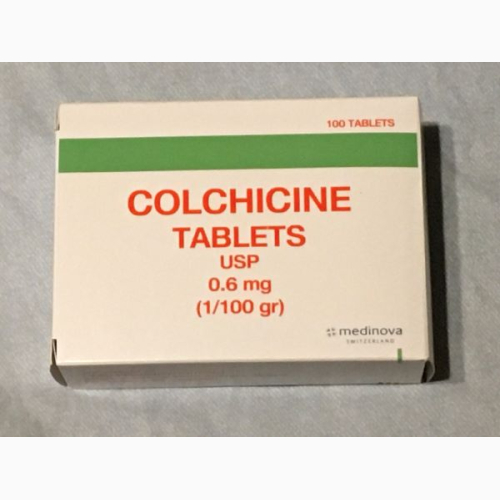 100 TABLETS
COLCHICINE
TABLETS
USP
0.6 mg
(1/100 gr)
medinova
SWITZERLAND